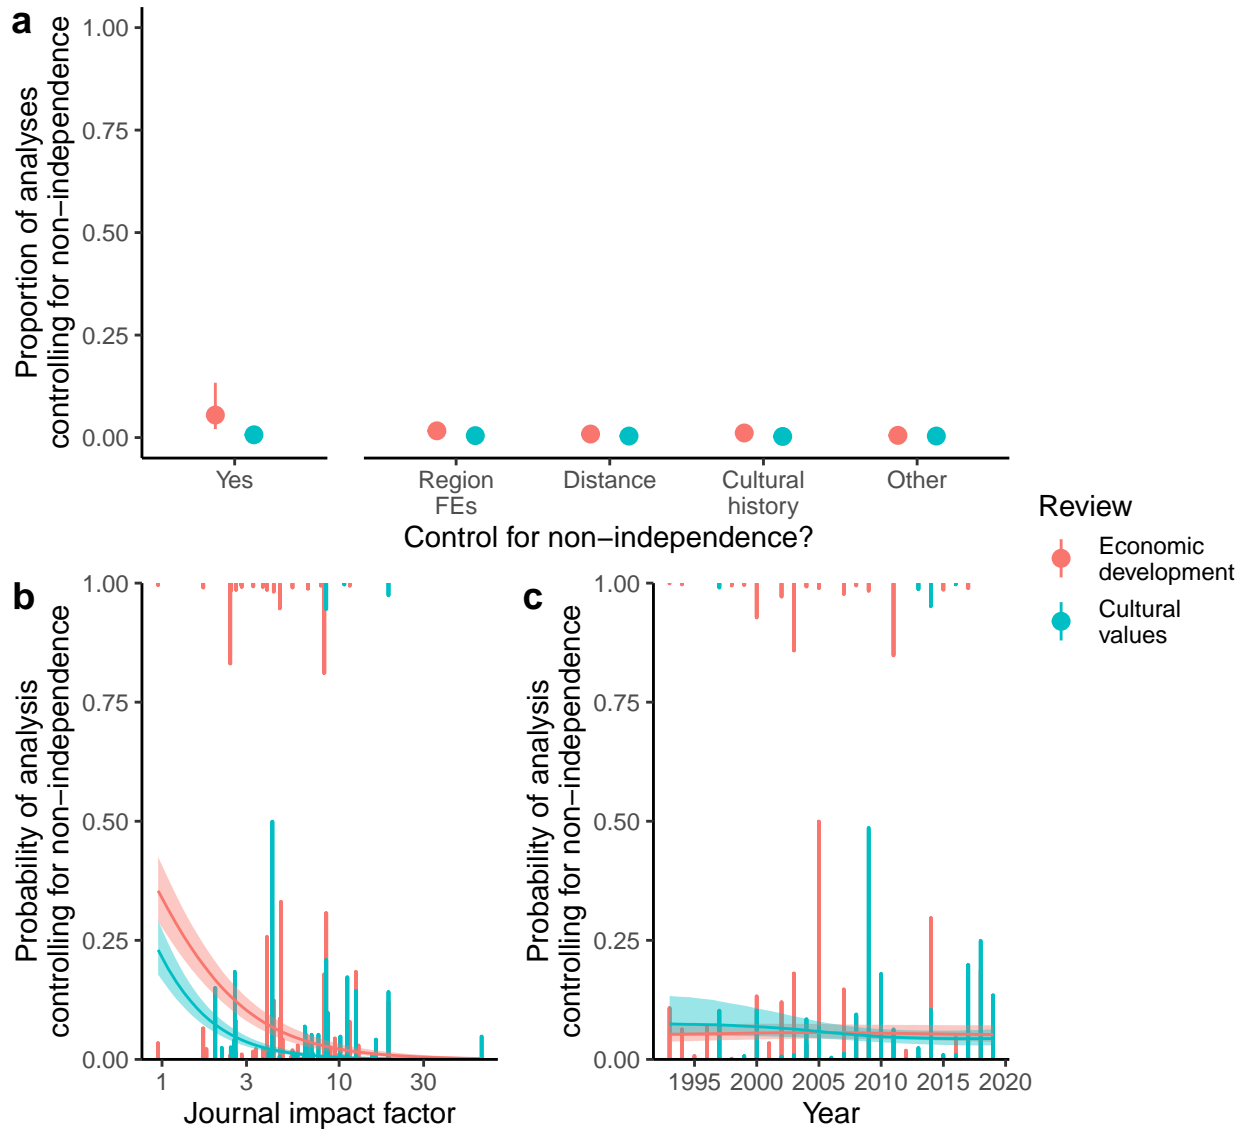 a
Proportion of analyses
controlling for non−independence
1.00
0.75
0.50
0.25
0.00
Yes
Region
FEs
Distance
Cultural
history
Other
Control for non−independence?
Review
Economic
development
Cultural
values
b
Probability of analysis
controlling for non−independence
1.00
0.75
0.50
0.25
0.00
1 3 10 30
Journal impact factor
c
Probability of analysis
controlling for non−independence
1.00
0.75
0.50
0.25
0.00
1995 2000 2005 2010 2015 2020
Year